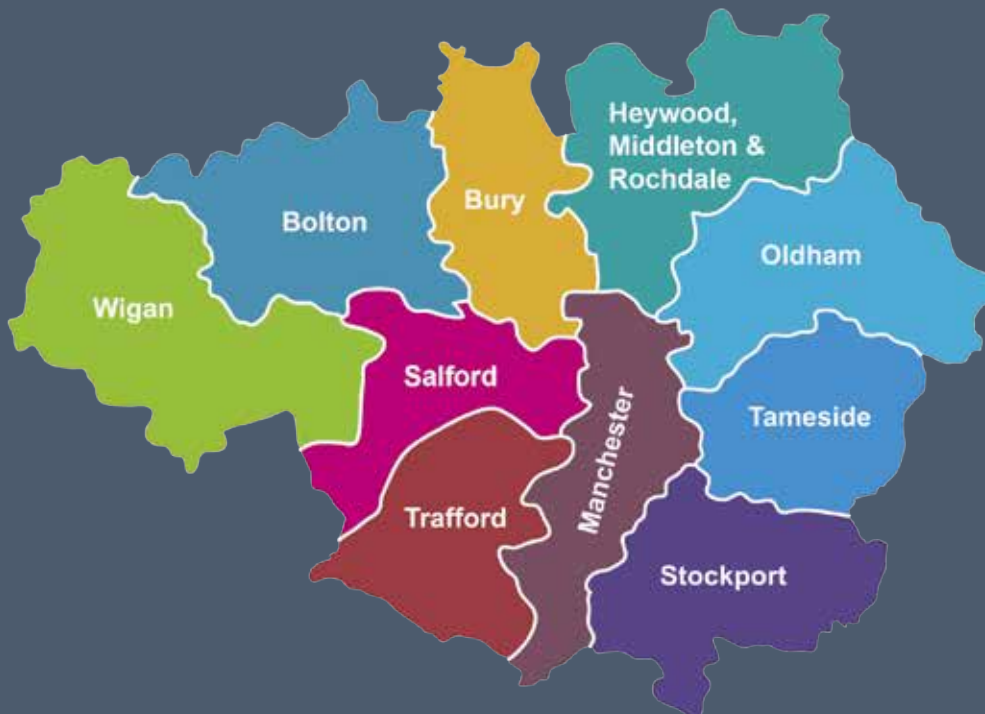 Heywood,
Middleton &
Rochdale
Bury
Bolton
Oldham
Wigan
Salford
Tameside
Manchester
Trafford
Stockport